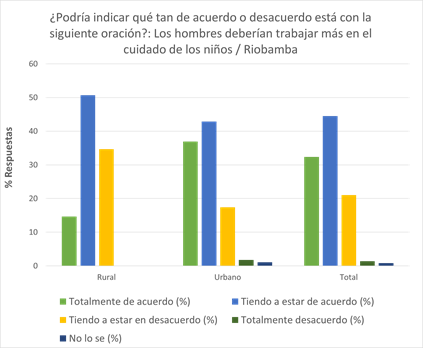 ¿Podría indicar qué tan de acuerdo o desacuerdo está con la
siguiente oración?: Los hombres deberían trabajar más en el
cuidado de los niños / Riobamba
60
50
40
30
20
10
0
% Respuestas
Rural Urbano Total
Totalmente de acuerdo (%) Tiendo a estar de acuerdo (%)
Tiendo a estar en desacuerdo (%) Totalmente desacuerdo (%)
No lo se (%)